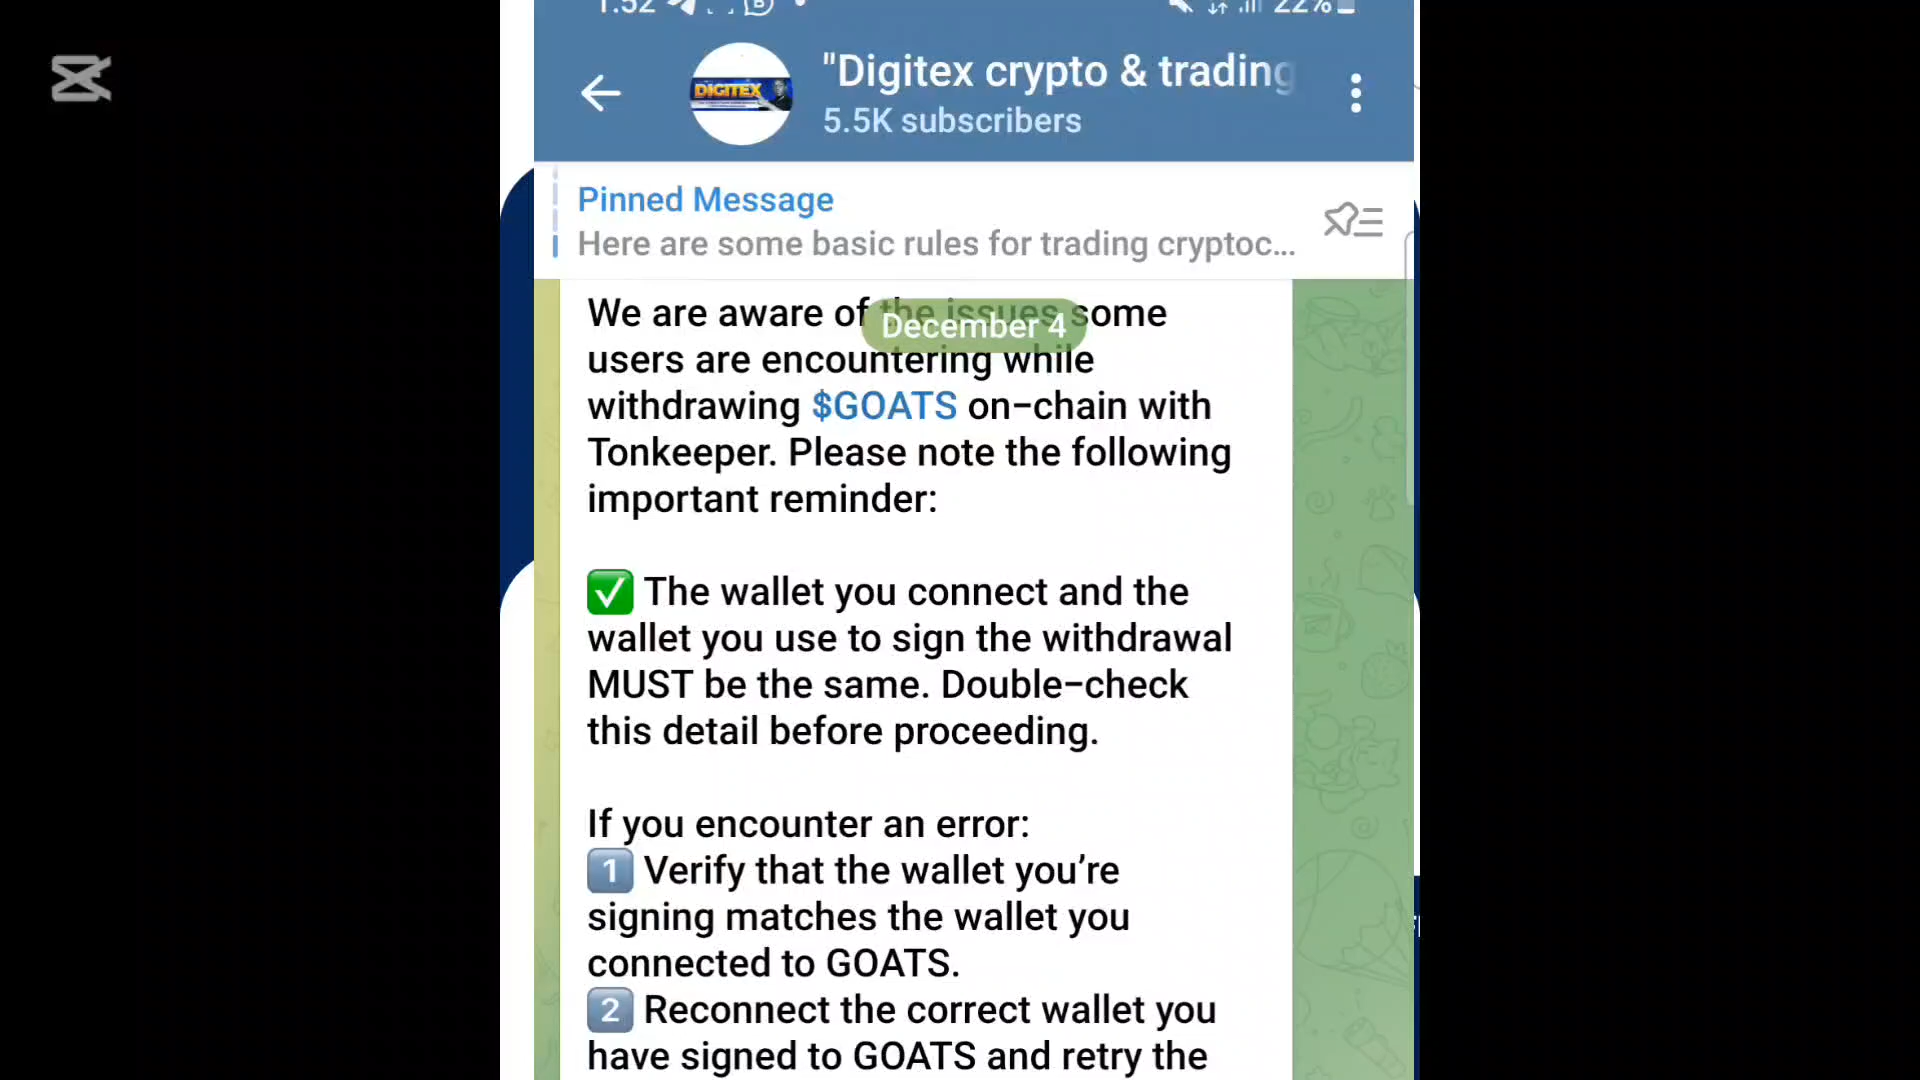 1:52
22%
"Digitex crypto & trading
5.5K subscribers
DIGITEX
Pinned Message
Here are some basic rules for trading cryptoc...
December 4
We are aware of the issues some
users are encountering while
withdrawing $GOATS on-chain with
Tonkeeper. Please note the following
important reminder:
✅ The wallet you connect and the
wallet you use to sign the withdrawal
MUST be the same. Double-check
this detail before proceeding.
If you encounter an error:
1️⃣ Verify that the wallet you’re
signing matches the wallet you
connected to GOATS.
2️⃣ Reconnect the correct wallet you
have signed to GOATS and retry the